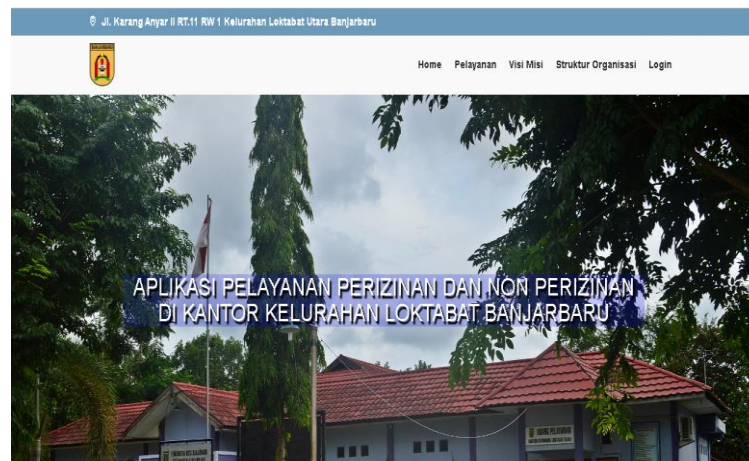 Jl. Karang Anyar II RT.11 RW 1 Kelurahan Loktabat Utara Banjarbaru
BANJARBARU
Home Pelayanan Visi Misi Struktur Organisasi Login
APLIKASI PELAYANAN PERIZINAN DAN NON PERIZINAN
DI KANTOR KELURAHAN LOKTABAT BANJARBARU